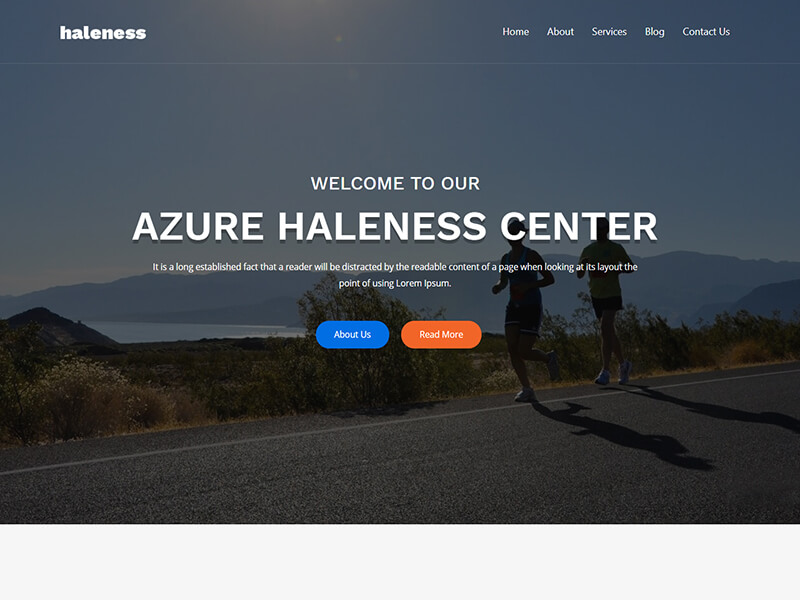 haleness
Home About Services Blog Contact Us
WELCOME TO OUR
AZURE HALENESS CENTER
It is a long established fact that a reader will be distracted by the readable content of a page when looking at its layout the
point of using Lorem Ipsum.
About Us Read More